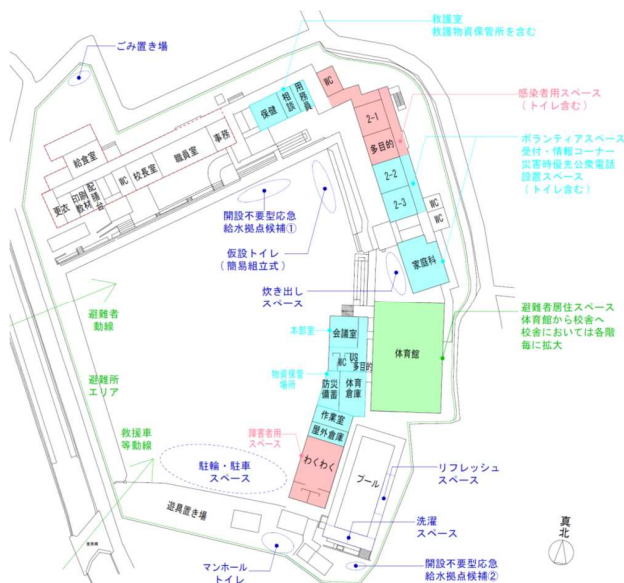 ごみ置き場
救護室
救護物資保管所を含む
用務員
相談
保健
事務
職員室
校長室
WC
給食室
配膳台
教材
印刷
更衣
WC
2-1
多目的
2-2
2-3
WC
WC
家庭科
感染者用スペース
(トイレ含む)
ボランティアスペース
受付・情報コーナー
災害時優先公衆電話
設置スペース
(トイレ含む)
開設不要型応急
給水拠点候補①
仮設トイレ
(簡易組立式)
炊き出し
スペース
避難者
動線
避難所
エリア
救援車
等動線
避難者居住スペース
体育館から校舎へ
校舎においては各階
毎に拡大
本部室
会議室
WC
US
多目的
物資保管
場所
防災
備蓄
体育
倉庫
体育館
作業室
屋外倉庫
障害者用
スペース
わくわく
プール
駐輪・駐車
スペース
遊具置き場
リフレッシュ
スペース
洗濯
スペース
マンホール
トイレ
開設不要型応急
給水拠点候補②
真北